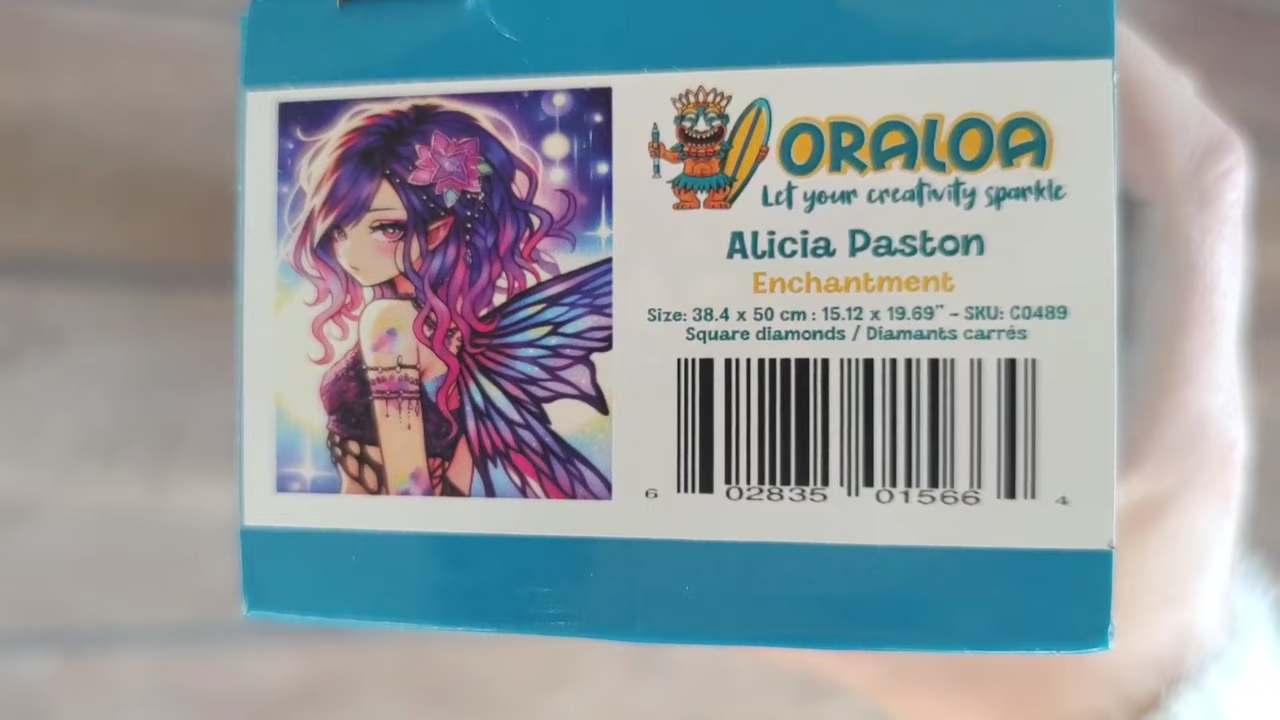 ORALOA
Let your creativity sparkle
Alicia Paston
Enchantment
Size: 38.4 x 50 cm : 15.12 x 19.69" - SKU: C0489
Square diamonds / Diamants carrés
6 02835 01566 4